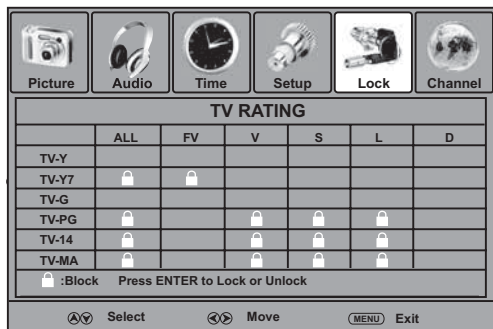 Picture Audio Time Setup Lock Channel
TV RATING
ALL FV V S L D
TV-Y
TV-Y7
TV-G
TV-PG
TV-14
TV-MA
:Block Press ENTER to Lock or Unlock
Select Move MENU Exit